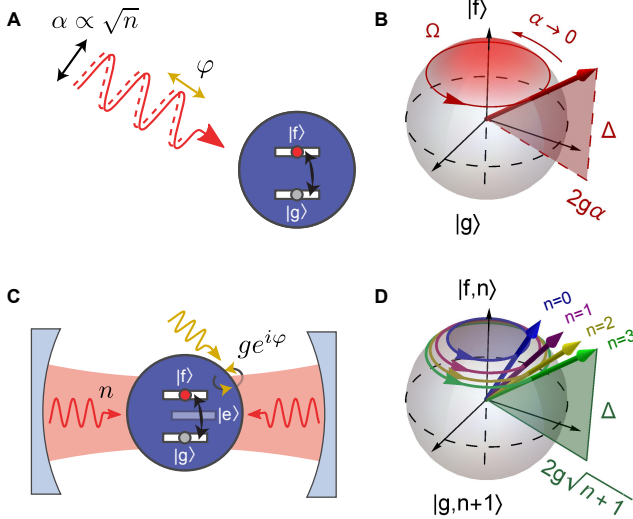 A
α ∝ √n
φ
|f⟩
|g⟩
B
|f⟩
Ω
α → 0
Δ
2gα
|g⟩
C
ge^{iφ}
n
|f⟩
|e⟩
|g⟩
D
|f,n⟩
n=0
n=1
n=2
n=3
Δ
2g√n+1
|g,n+1⟩